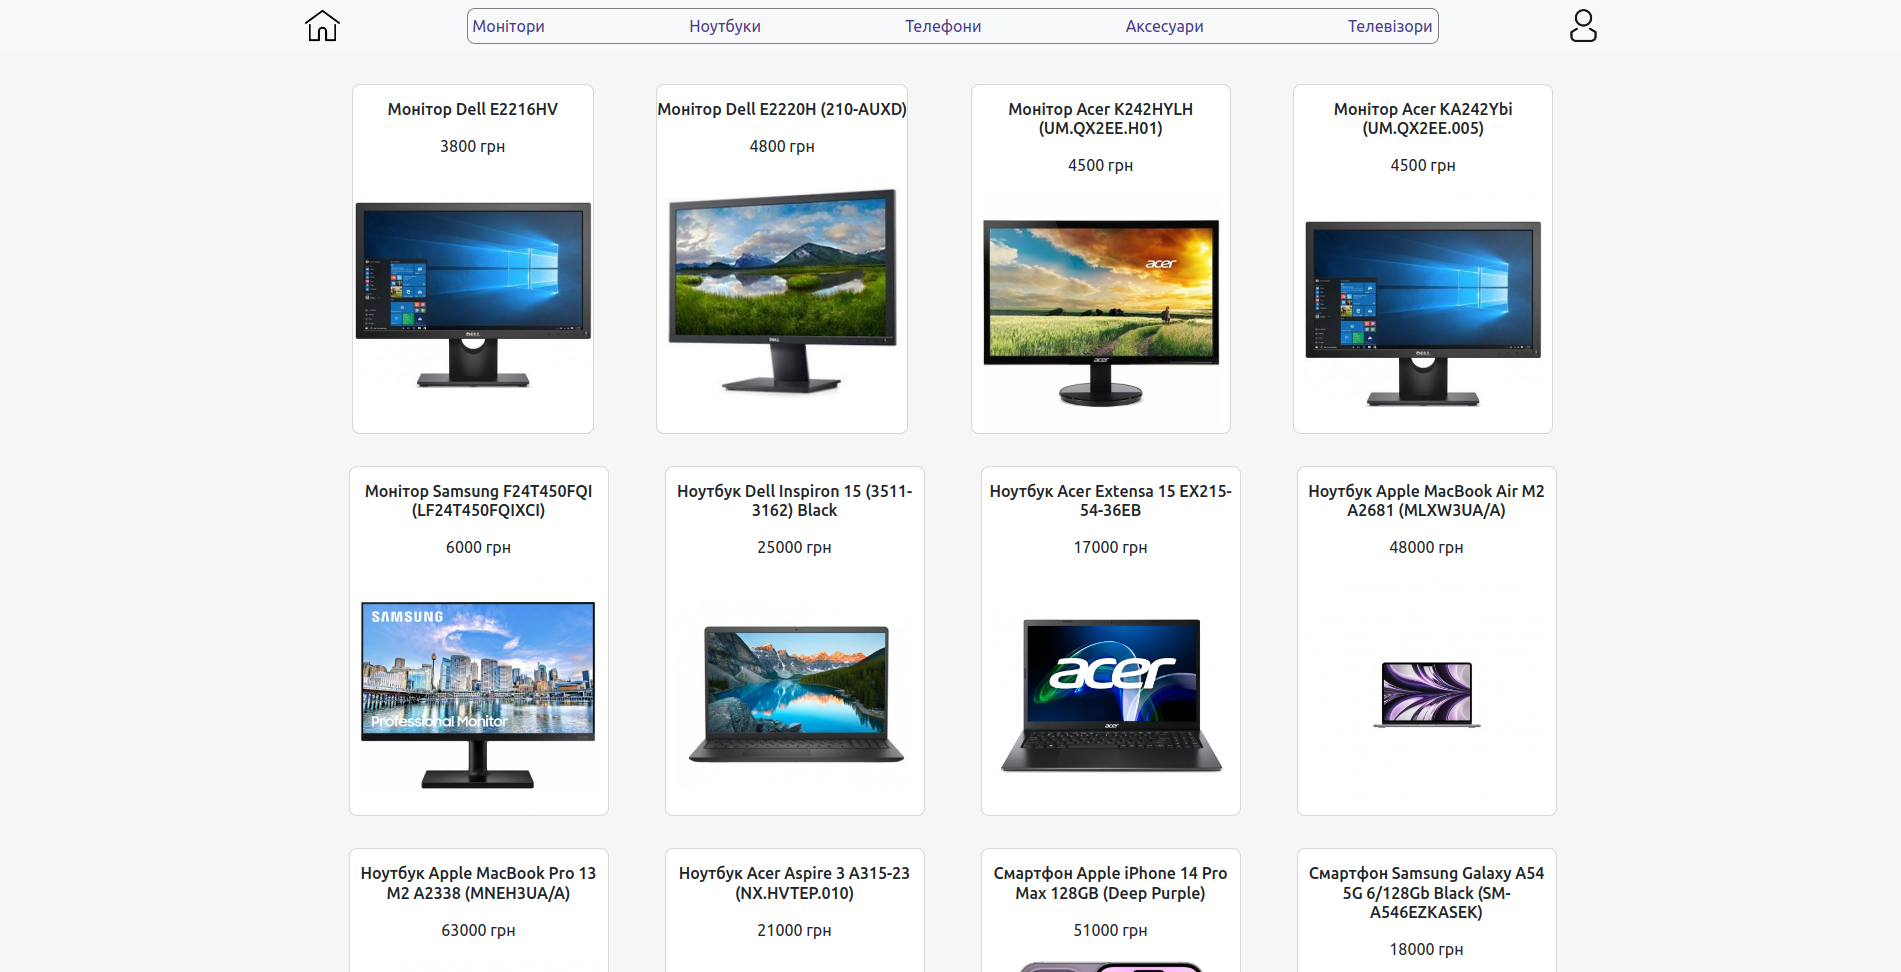 Монітори Ноутбуки Телефони Аксесуари Телевізори
Монітор Dell E2216HV
3800 грн
DELL
Монітор Dell E2220H (210-AUXD)
4800 грн
DELL
Монітор Acer K242HYLH
(UM.QX2EE.H01)
4500 грн
acer
acer
Монітор Acer KA242Ybi
(UM.QX2EE.005)
4500 грн
DELL
Монітор Samsung F24T450FQI
(LF24T450FQIXCI)
6000 грн
SAMSUNG
Professional Monitor
Ноутбук Dell Inspiron 15 (3511-
3162) Black
25000 грн
Ноутбук Acer Extensa 15 EX215-
54-36EB
17000 грн
acer
acer
Ноутбук Apple MacBook Air M2
A2681 (MLXW3UA/A)
48000 грн
Ноутбук Apple MacBook Pro 13
M2 A2338 (MNEH3UA/A)
63000 грн
Ноутбук Acer Aspire 3 A315-23
(NX.HVTEP.010)
21000 грн
Смартфон Apple iPhone 14 Pro
Max 128GB (Deep Purple)
51000 грн
Смартфон Samsung Galaxy A54
5G 6/128Gb Black (SM-
A546EZKASEK)
18000 грн